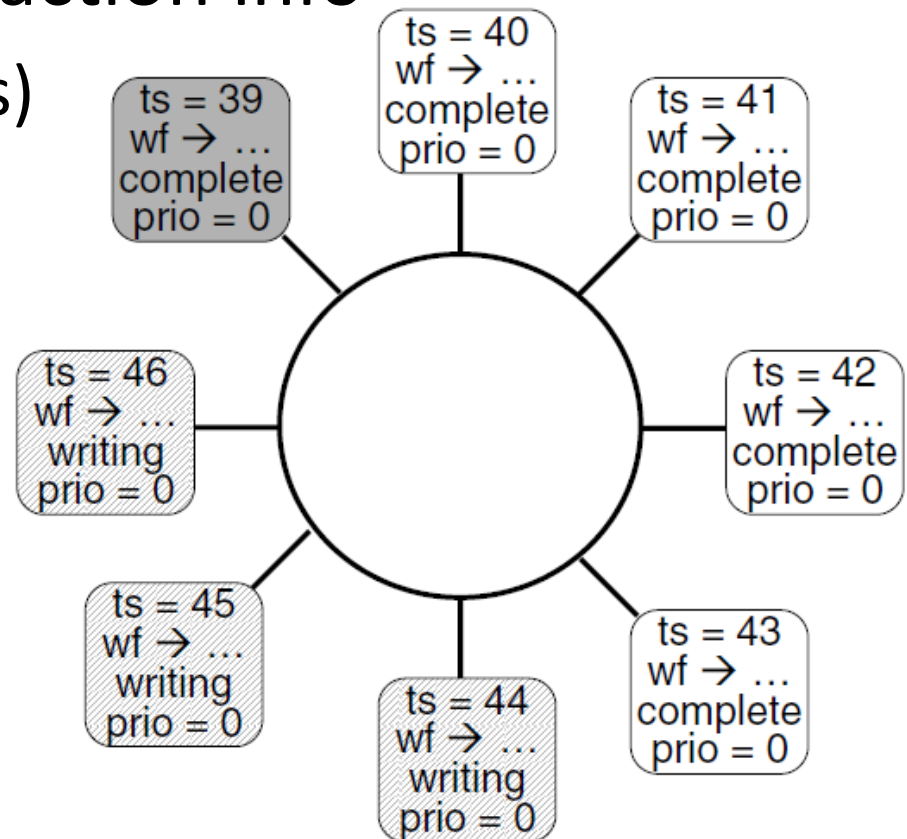 s)
ts = 40
wf → ...
complete
prio = 0
ts = 41
wf → ...
complete
prio = 0
ts = 42
wf → ...
complete
prio = 0
ts = 43
wf → ...
complete
prio = 0
ts = 44
wf → ...
writing
prio = 0
ts = 45
wf → ...
writing
prio = 0
ts = 46
wf → ...
writing
prio = 0
ts = 39
wf → ...
complete
prio = 0